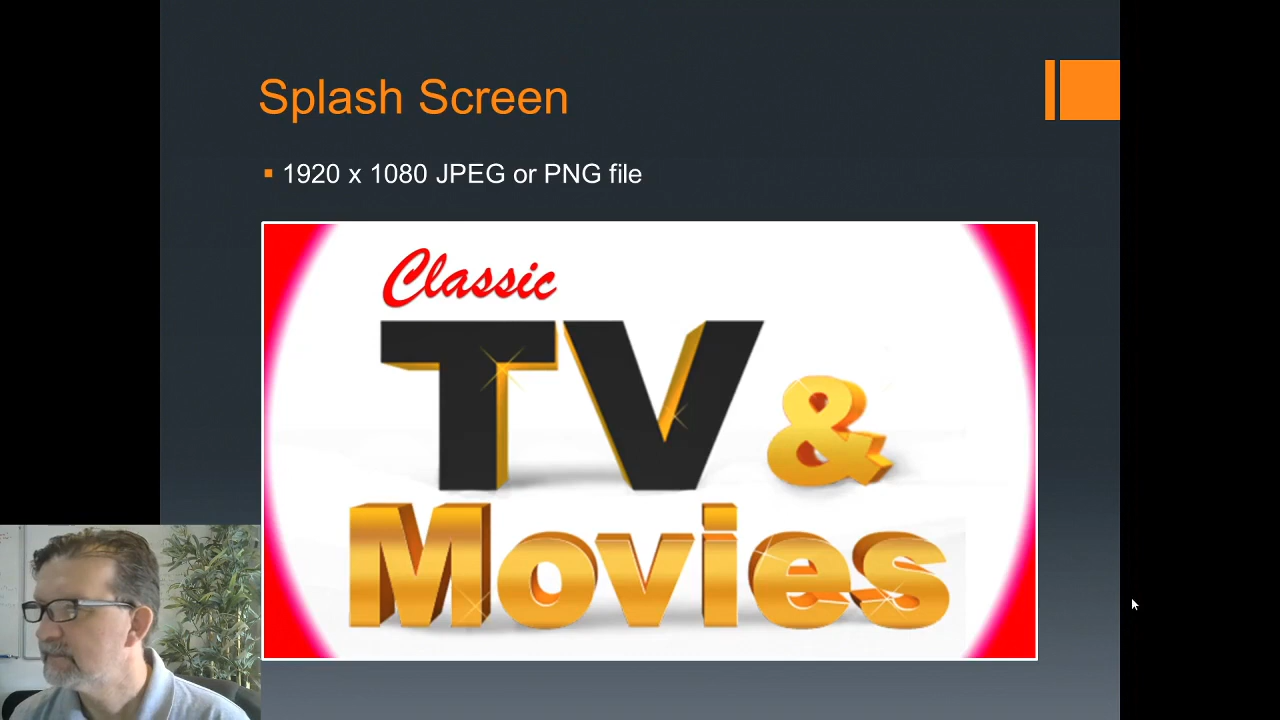 Splash Screen
1920 x 1080 JPEG or PNG file
Classic
TV &
Movies